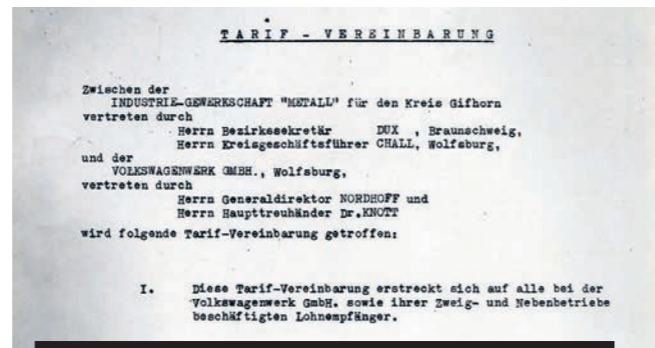 TARIF - VEREINBARUNG
Zwischen der
INDUSTRIE-GEWERKSCHAFT "METALL" für den Kreis Gifhorn
vertreten durch
Herrn Bezirkssekretär DUX , Braunschweig,
Herrn Kreisgeschäftsführer CHALL, Wolfsburg,
und der
VOLKSWAGENWERK GMBH., Wolfsburg,
vertreten durch
Herrn Generaldirektor NORDHOFF und
Herrn Haupttreuhänder Dr.KNOTT
wird folgende Tarif-Vereinbarung getroffen:
I. Diese Tarif-Vereinbarung erstreckt sich auf alle bei der
Volkswagenwerk GmbH. sowie ihrer Zweig- und Nebenbetriebe
beschäftigten Lohnempfänger.